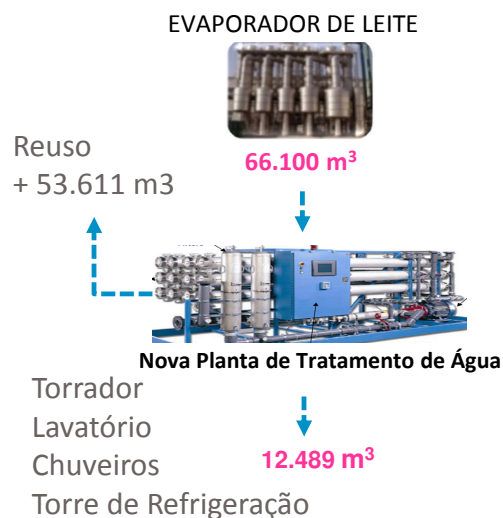 EVAPORADOR DE LEITE
Reuso
+ 53.611 m3
66.100 m³
Nova Planta de Tratamento de Água
Torrador
Lavatório
Chuveiros
Torre de Refrigeração
12.489 m³